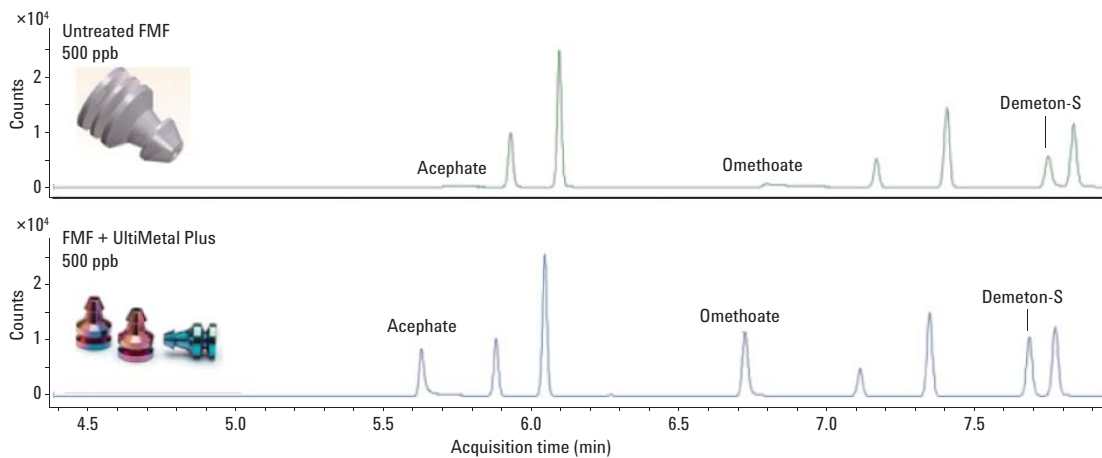 ×10⁴
Untreated FMF
500 ppb
Counts
2
1
0
Acephate
Omethoate
Demeton-S
×10⁴
FMF + UltiMetal Plus
500 ppb
Counts
2
1
0
Acephate
Omethoate
Demeton-S
4.5 5.0 5.5 6.0 6.5 7.0 7.5
Acquisition time (min)